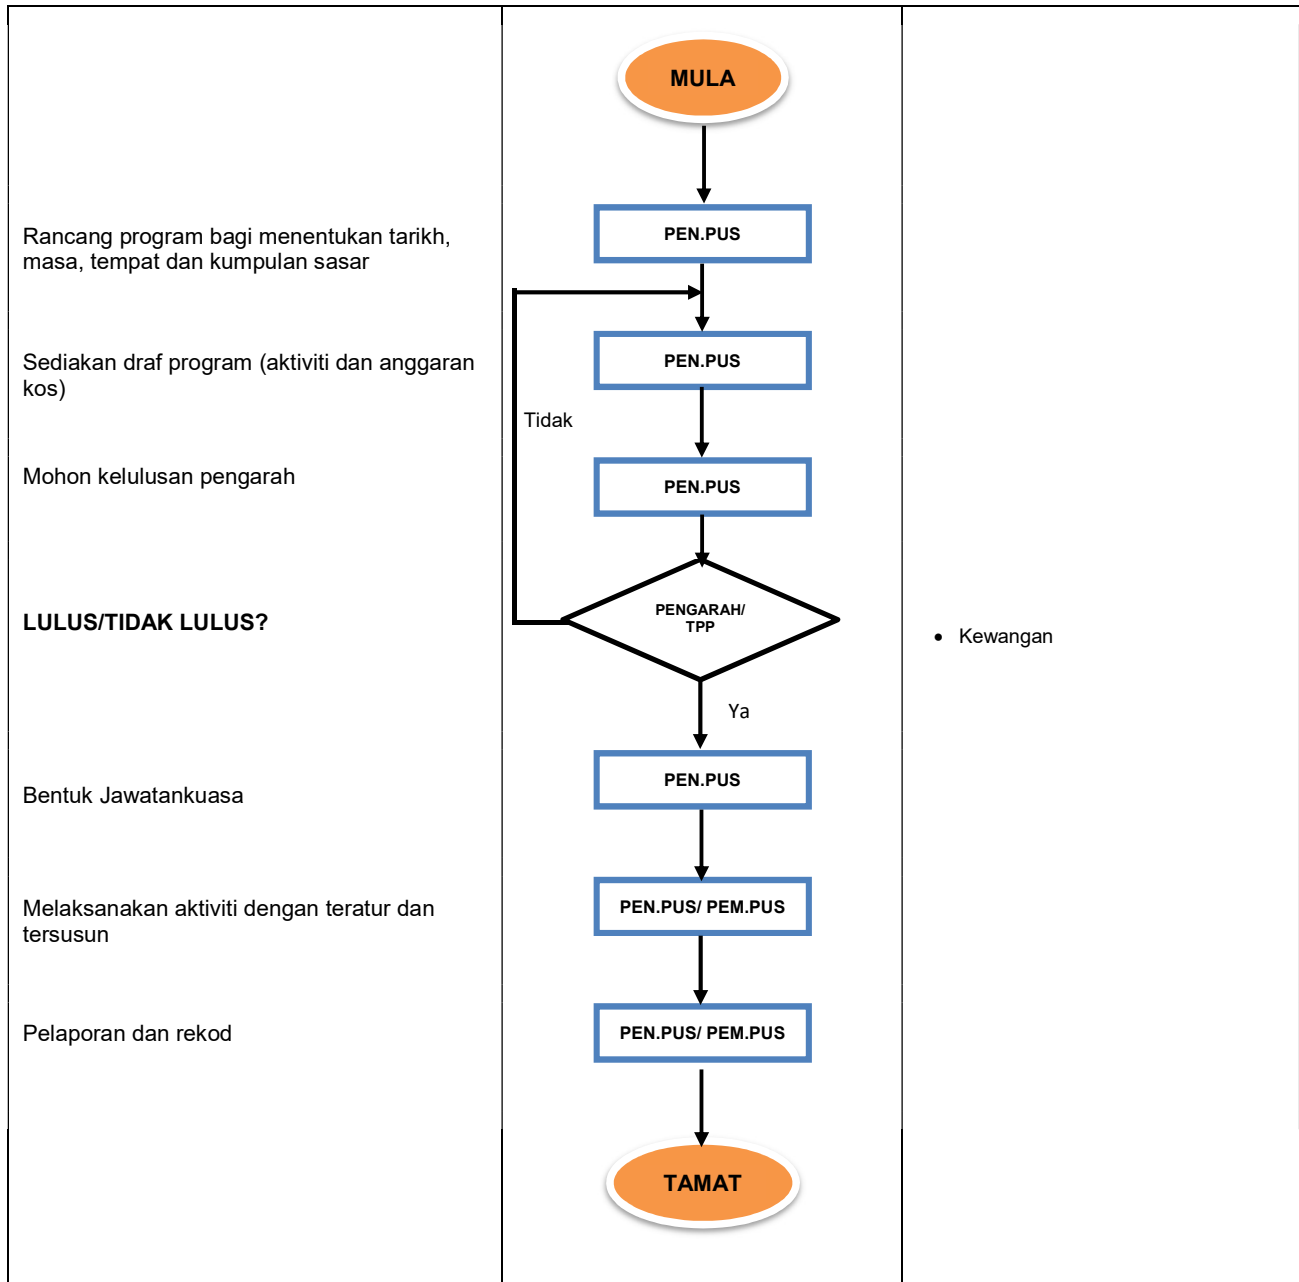 MULA
Rancang program bagi menentukan tarikh,
masa, tempat dan kumpulan sasar
PEN.PUS
Sediakan draf program (aktiviti dan anggaran
kos)
PEN.PUS
Tidak
Mohon kelulusan pengarah
PEN.PUS
LULUS/TIDAK LULUS?
PENGARAH/
TPP
• Kewangan
Ya
Bentuk Jawatankuasa
PEN.PUS
Melaksanakan aktiviti dengan teratur dan
tersusun
PEN.PUS/ PEM.PUS
Pelaporan dan rekod
PEN.PUS/ PEM.PUS
TAMAT